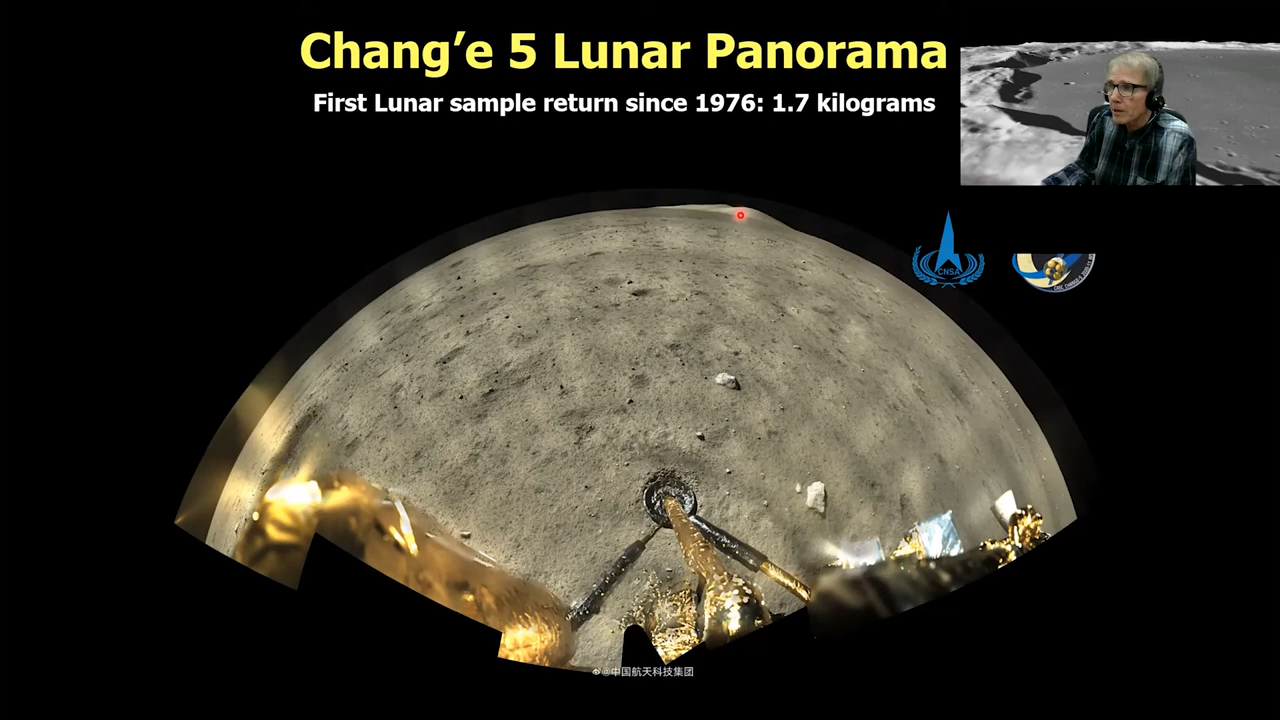 Chang’e 5 Lunar Panorama
First Lunar sample return since 1976: 1.7 kilograms
CNSA
@中国航天科技集团